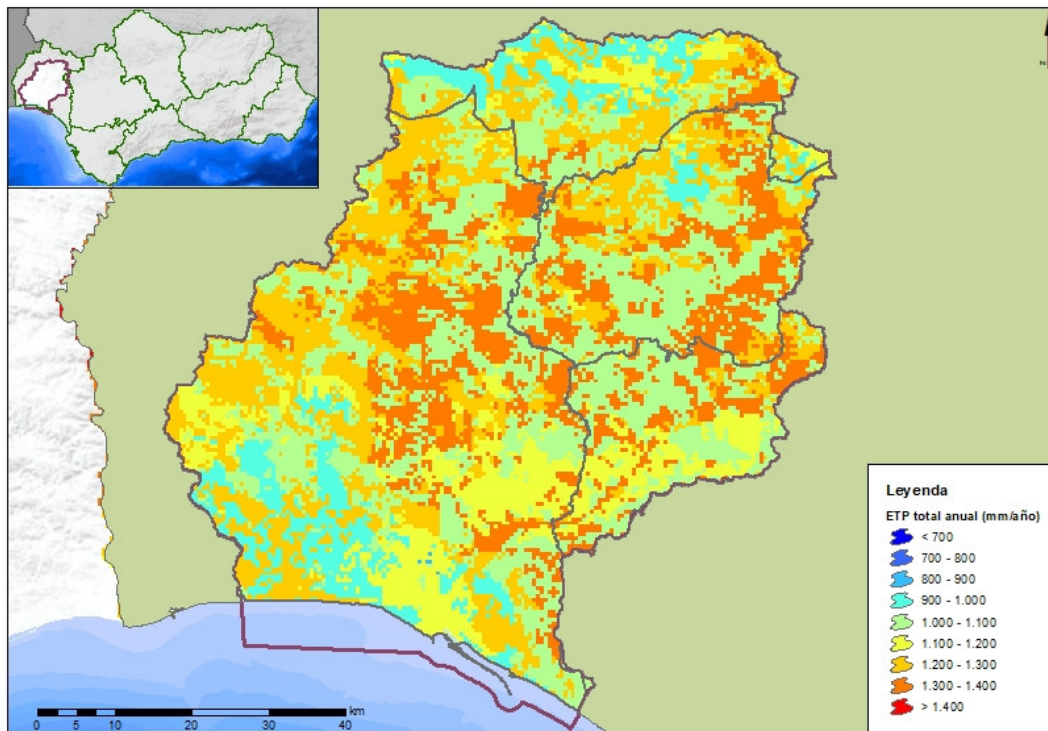 N
Leyenda
ETP total anual (mm/año)
< 700
700 - 800
800 - 900
900 - 1.000
1.000 - 1.100
1.100 - 1.200
1.200 - 1.300
1.300 - 1.400
> 1.400
km
0 5 10 20 30 40